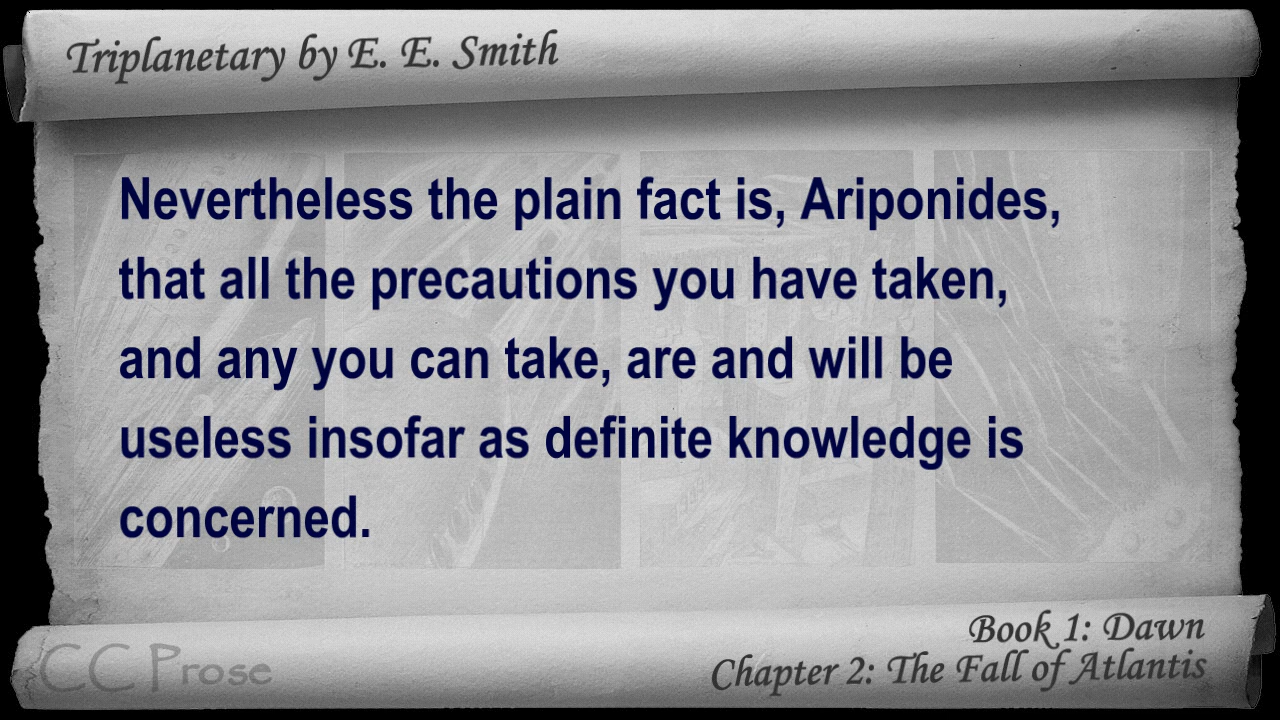 Triplanetary by E. E. Smith
Nevertheless the plain fact is, Ariponides,
that all the precautions you have taken,
and any you can take, are and will be
useless insofar as definite knowledge is
concerned.
Book 1: Dawn
Chapter 2: The Fall of Atlantis
CC Prose